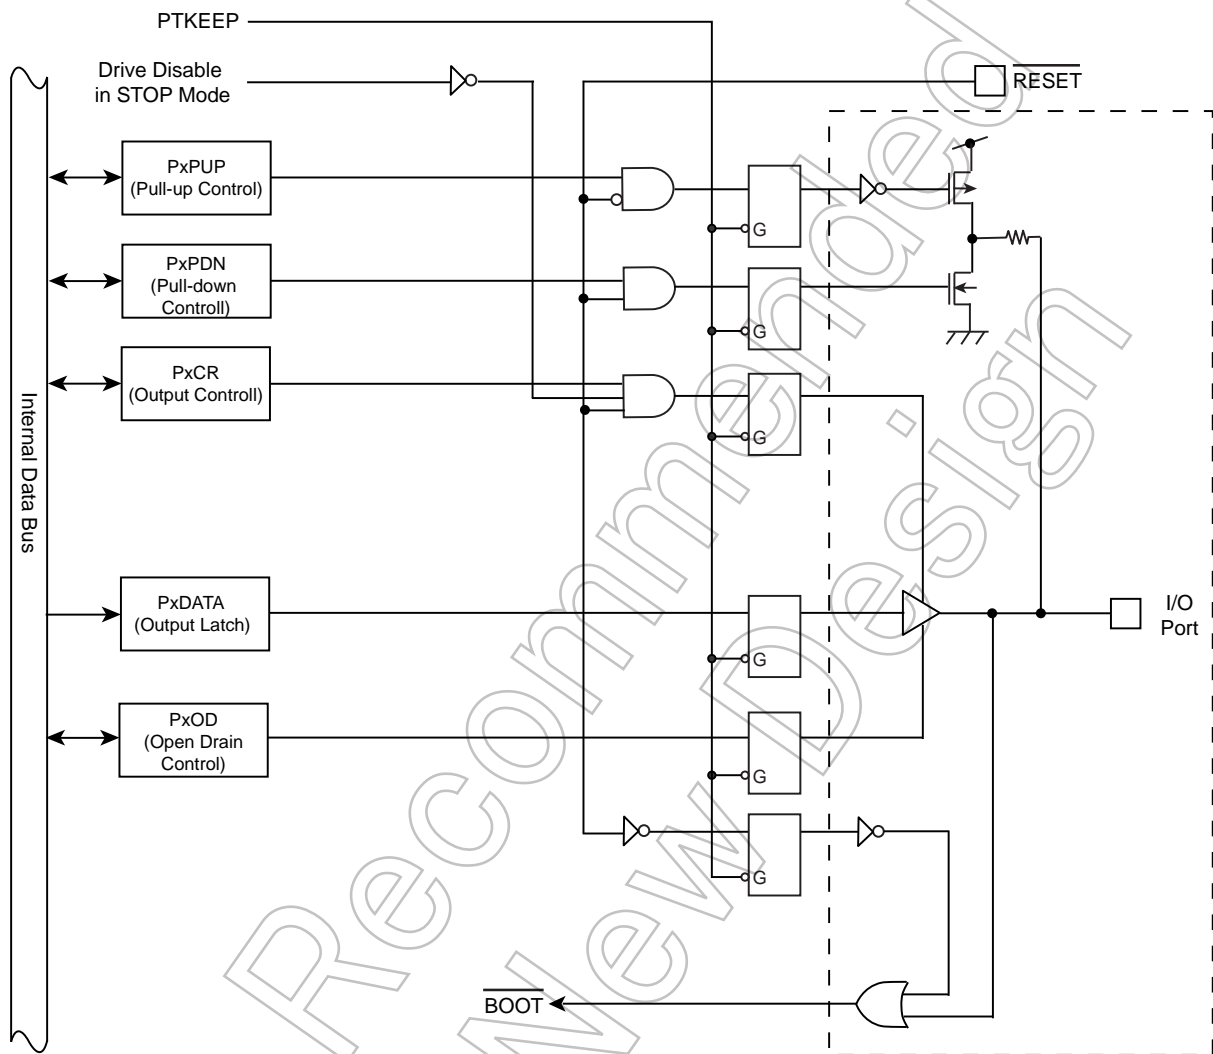 PTKEEP
Drive Disable
in STOP Mode
RESET
PxPUP
(Pull-up Control)
G
PxPDN
(Pull-down
Controll)
G
PxCR
(Output Controll)
G
Internal Data Bus
PxDATA
(Output Latch)
G
I/O
Port
PxOD
(Open Drain
Control)
G
G
BOOT
Recommended
New Design